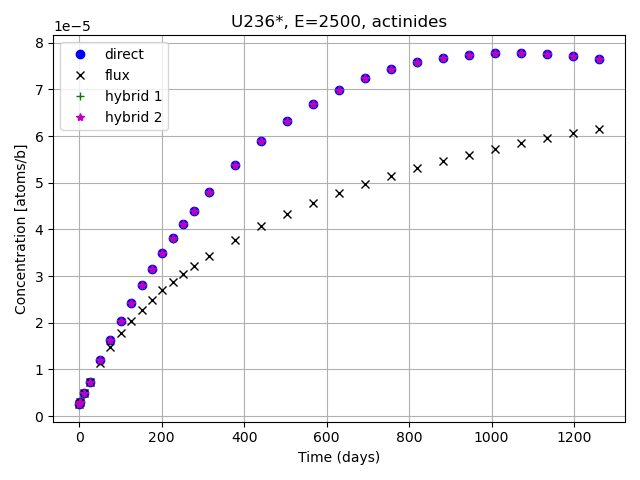 U236*, E=2500, actinides
1e−5
direct
flux
hybrid 1
hybrid 2
8
7
6
5
4
3
2
1
0
Concentration [atoms/b]
0 200 400 600 800 1000 1200
Time (days)